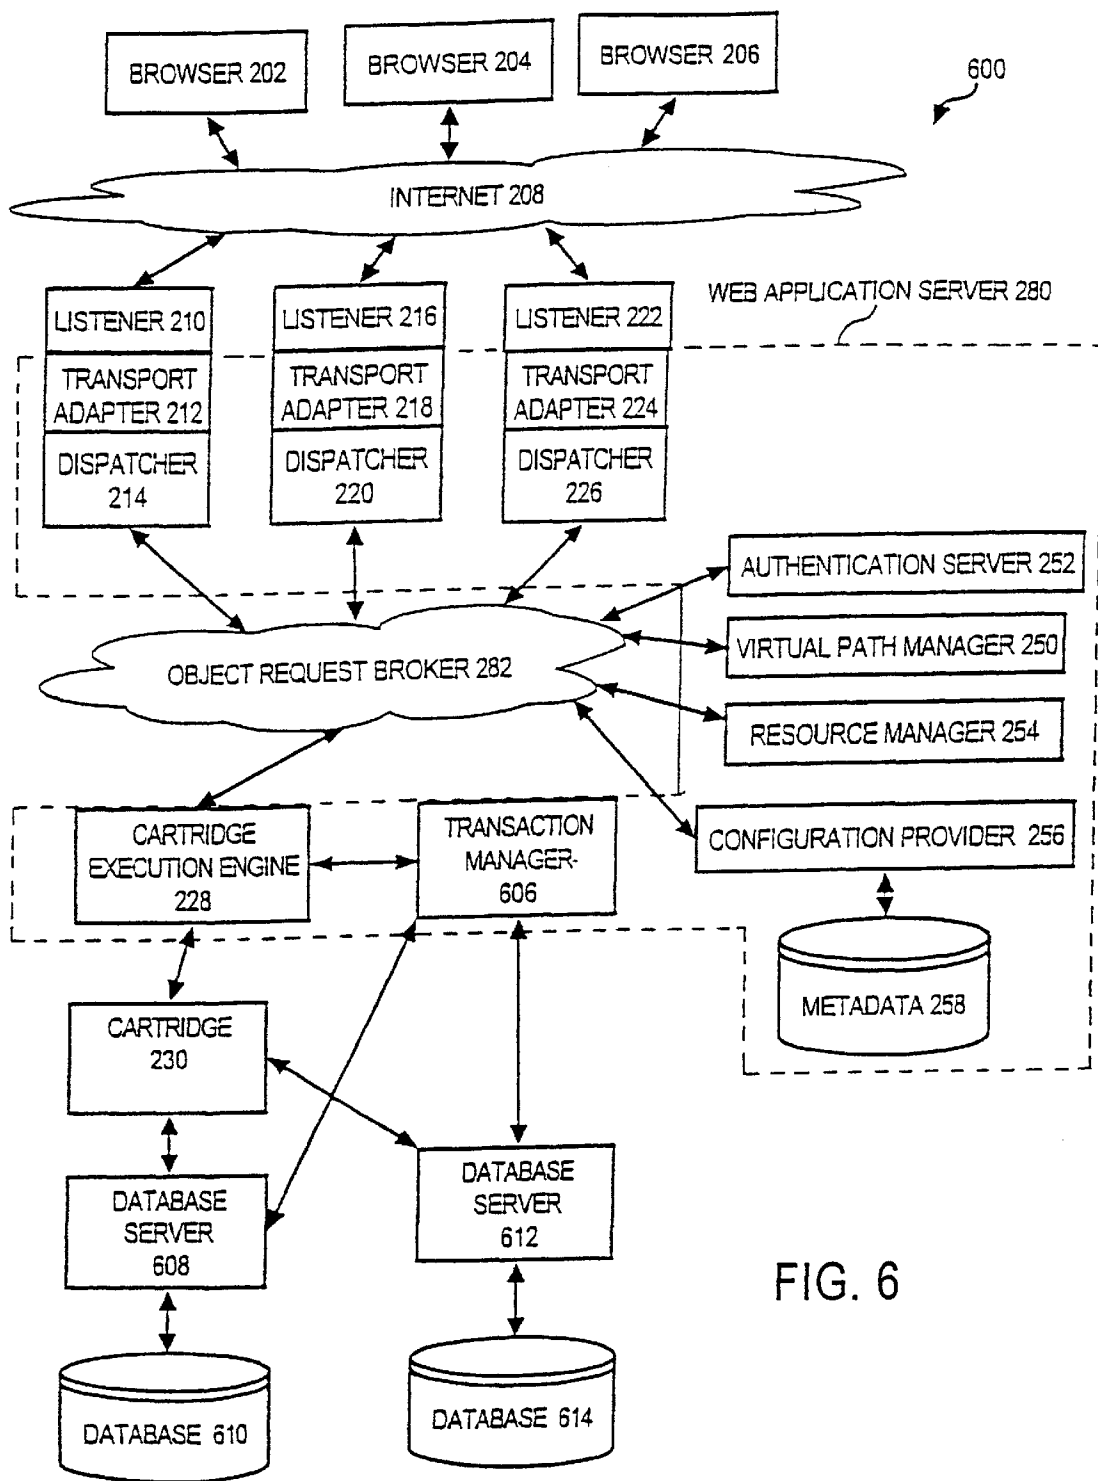 BROWSER 202
BROWSER 204
BROWSER 206
600
INTERNET 208
WEB APPLICATION SERVER 280
LISTENER 210
LISTENER 216
LISTENER 222
TRANSPORT
ADAPTER 212
TRANSPORT
ADAPTER 218
TRANSPORT
ADAPTER 224
DISPATCHER
214
DISPATCHER
220
DISPATCHER
226
AUTHENTICATION SERVER 252
VIRTUAL PATH MANAGER 250
OBJECT REQUEST BROKER 282
RESOURCE MANAGER 254
CARTRIDGE
EXECUTION ENGINE
228
TRANSACTION
MANAGER-
606
CONFIGURATION PROVIDER 256
METADATA 258
CARTRIDGE
230
DATABASE
SERVER
608
DATABASE
SERVER
612
FIG. 6
DATABASE 610
DATABASE 614